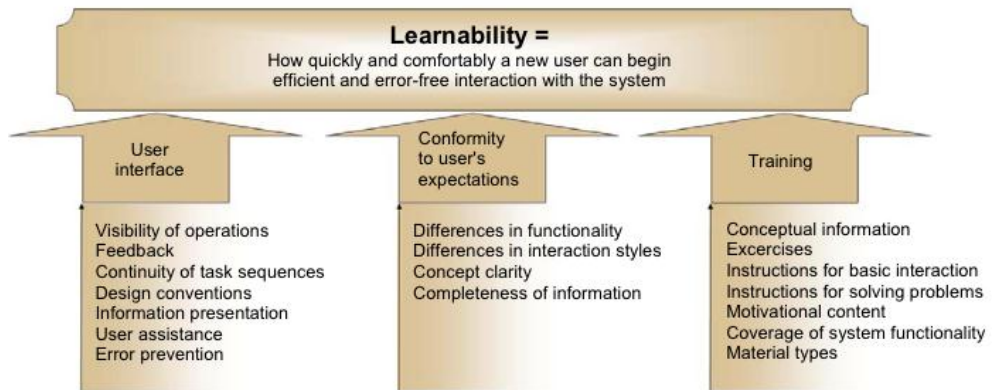 Learnability =
How quickly and comfortably a new user can begin
efficient and error-free interaction with the system
User
interface
Visibility of operations
Feedback
Continuity of task sequences
Design conventions
Information presentation
User assistance
Error prevention
Conformity
to user's
expectations
Differences in functionality
Differences in interaction styles
Concept clarity
Completeness of information
Training
Conceptual information
Excercises
Instructions for basic interaction
Instructions for solving problems
Motivational content
Coverage of system functionality
Material types